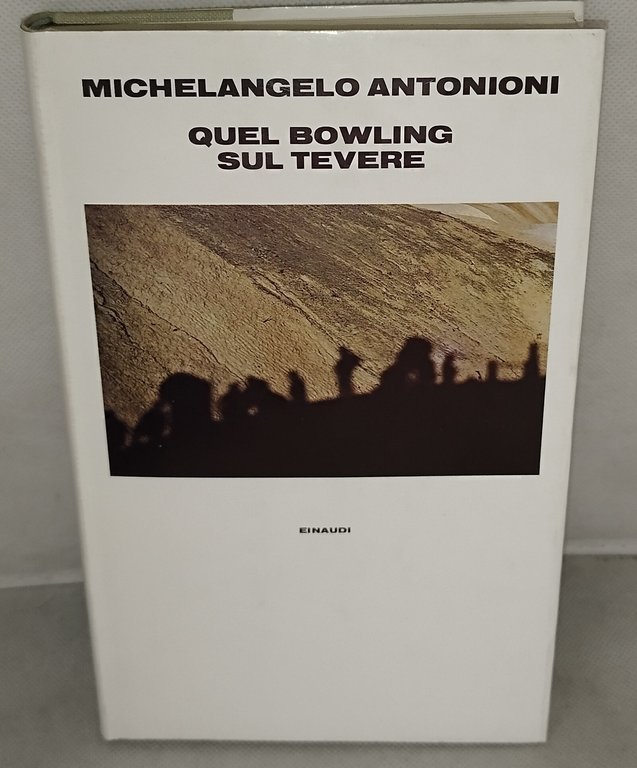 MICHELANGELO ANTONIONI
QUEL BOWLING
SUL TEVERE
EINAUDI